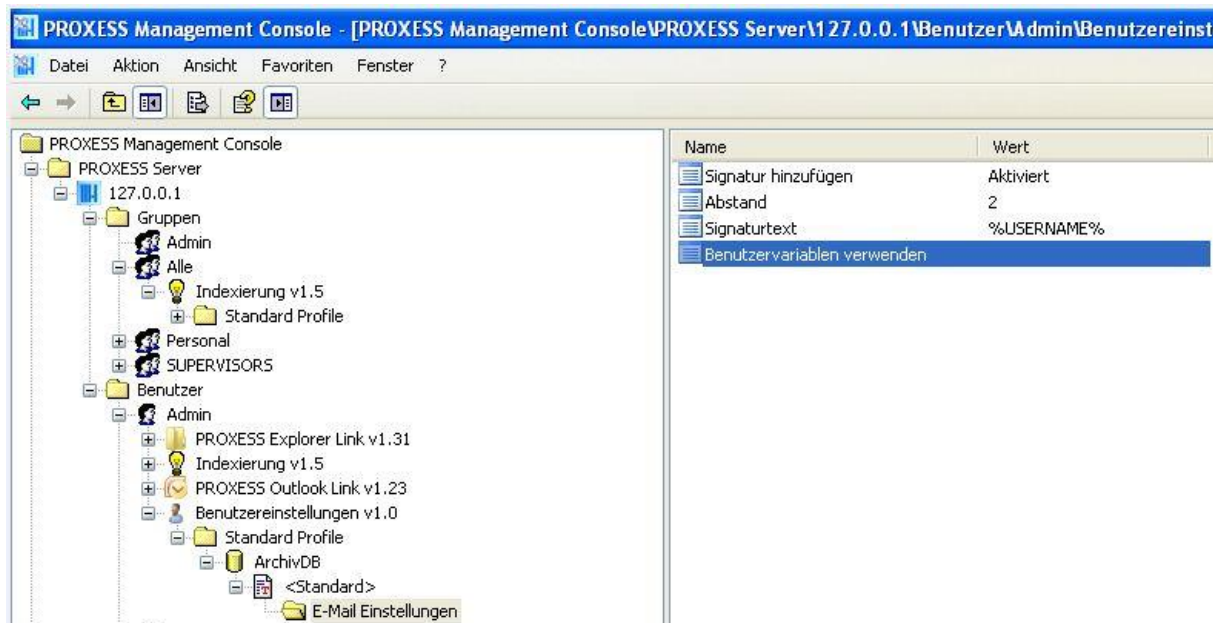 PROXESS Management Console - [PROXESS Management Console\PROXESS Server\127.0.0.1\Benutzer\Admin\Benutzereinst
Datei Aktion Ansicht Favoriten Fenster ?
PROXESS Management Console
PROXESS Server
127.0.0.1
Gruppen
Admin
Alle
Indexierung v1.5
Standard Profile
Personal
SUPERVISORS
Benutzer
Admin
PROXESS Explorer Link v1.31
Indexierung v1.5
PROXESS Outlook Link v1.23
Benutzereinstellungen v1.0
Standard Profile
ArchivDB
<Standard>
E-Mail Einstellungen
Name Wert
Signatur hinzufügen Aktiviert
Abstand 2
Signaturtext %USERNAME%
Benutzervariablen verwenden